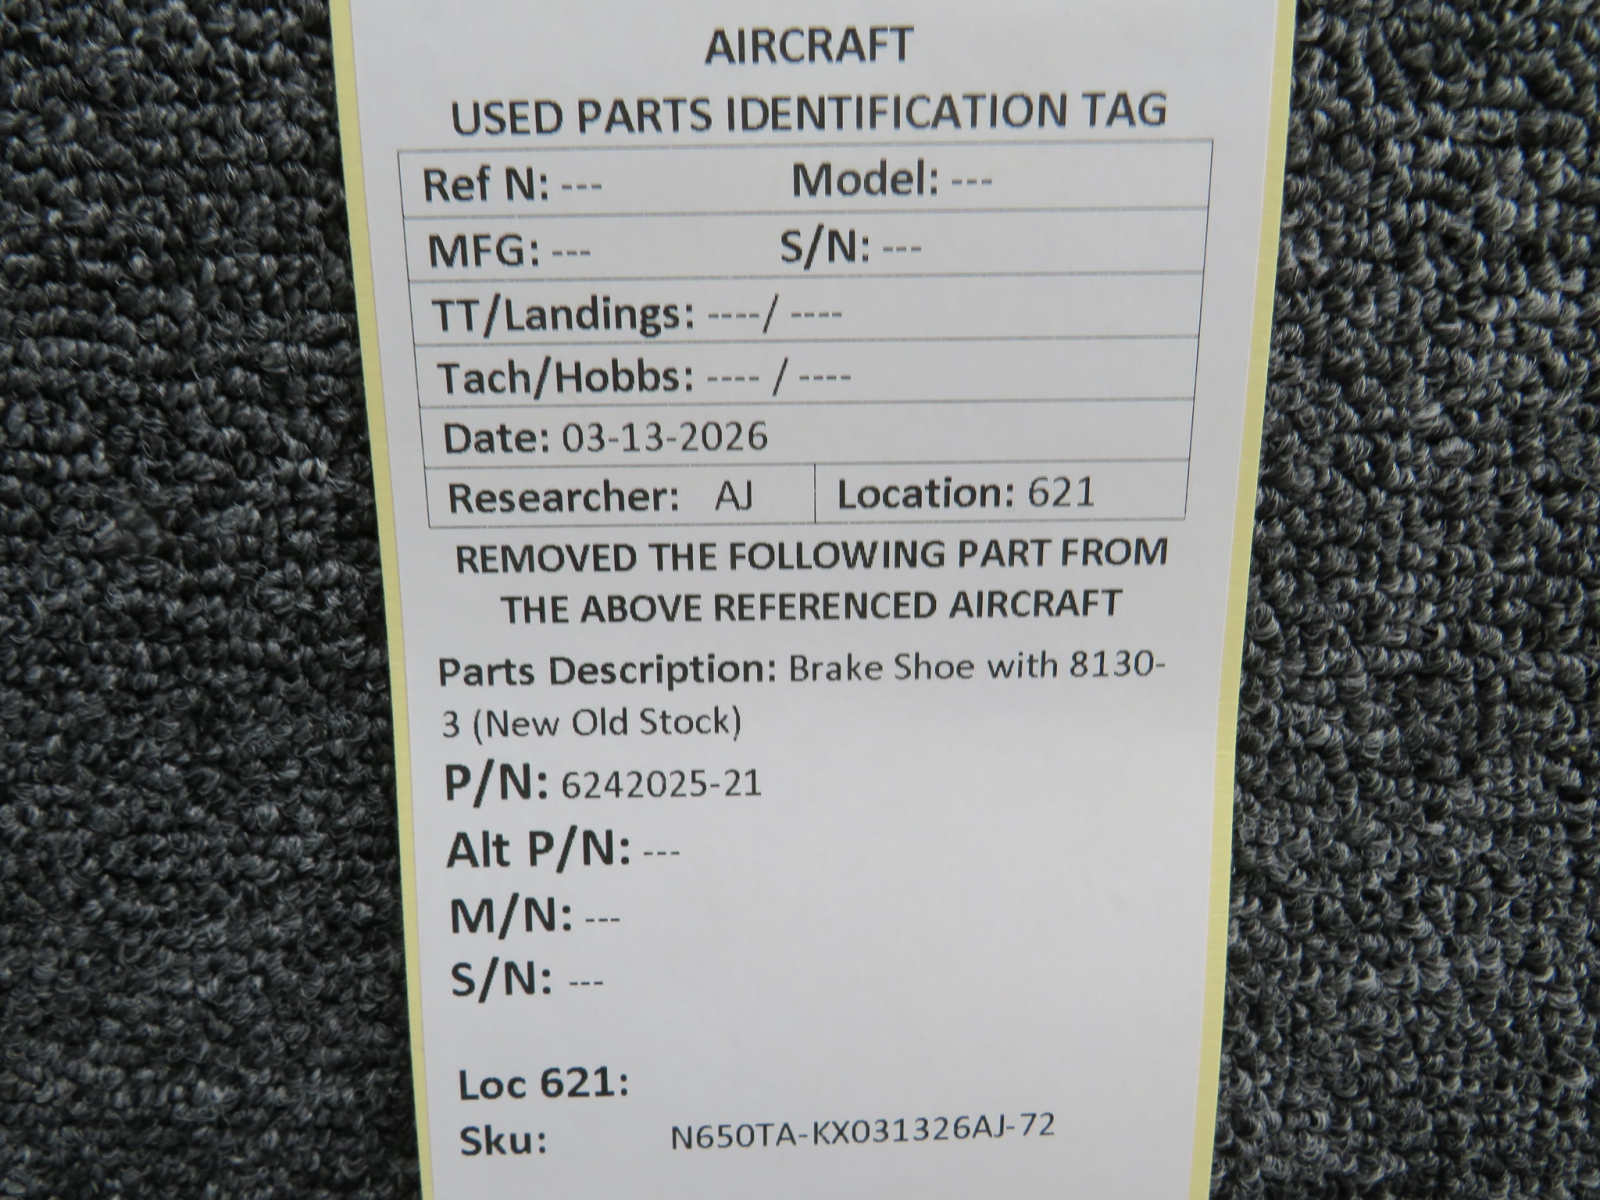 AIRCRAFT
USED PARTS IDENTIFICATION TAG
Ref N: --- Model: ---
MFG: --- S/N: ---
TT/Landings: ----/ ----
Tach/Hobbs: ---- / ----
Date: 03-13-2026
Researcher: AJ Location: 621
REMOVED THE FOLLOWING PART FROM
THE ABOVE REFERENCED AIRCRAFT
Parts Description: Brake Shoe with 8130-
3 (New Old Stock)
P/N: 6242025-21
Alt P/N: ---
M/N: ---
S/N: ---
Loc 621:
Sku: N650TA-KX031326AJ-72